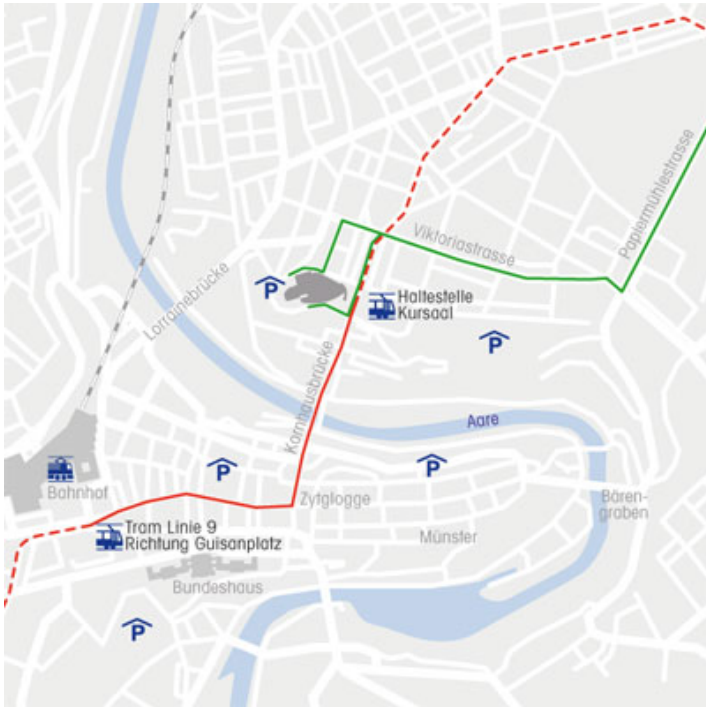 Viktoriastrasse
Papiermühlestrasse
P
Lorrainebrücke
Haltestelle
Kursaal
P
Kornhausbrücke
Aare
P
P
Bahnhof
Zytglogge
Bären-
graben
Tram Linie 9
Richtung Guisanplatz
Münster
Bundeshaus
P